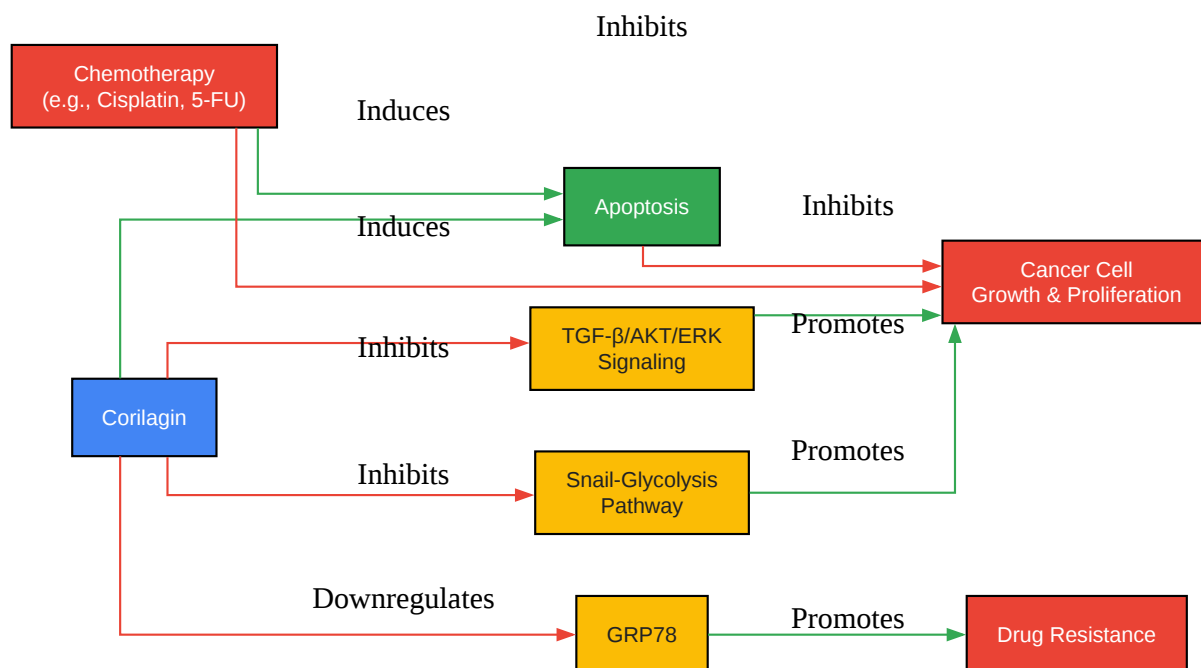 Inhibits
Chemotherapy
(e.g., Cisplatin, 5-FU)
Induces
Apoptosis
Inhibits
Induces
Cancer Cell
Growth & Proliferation
TGF-β/AKT/ERK
Signaling
Promotes
Inhibits
Corilagin
Promotes
Inhibits
Snail-Glycolysis
Pathway
Downregulates
GRP78
Promotes
Drug Resistance